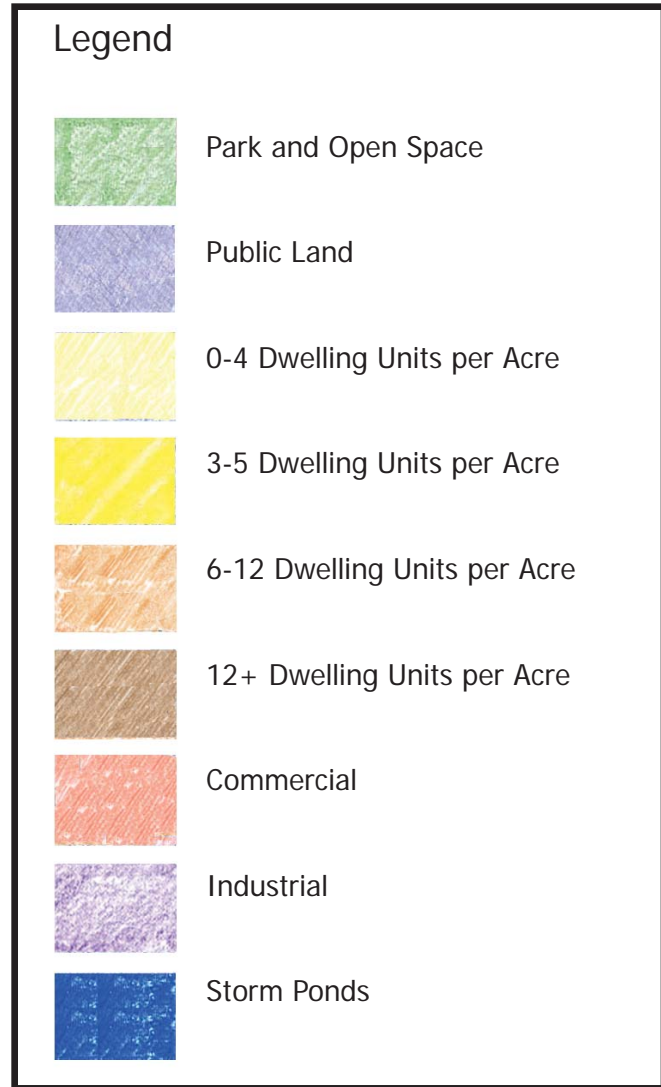 Legend
Park and Open Space
Public Land
0-4 Dwelling Units per Acre
3-5 Dwelling Units per Acre
6-12 Dwelling Units per Acre
12+ Dwelling Units per Acre
Commercial
Industrial
Storm Ponds